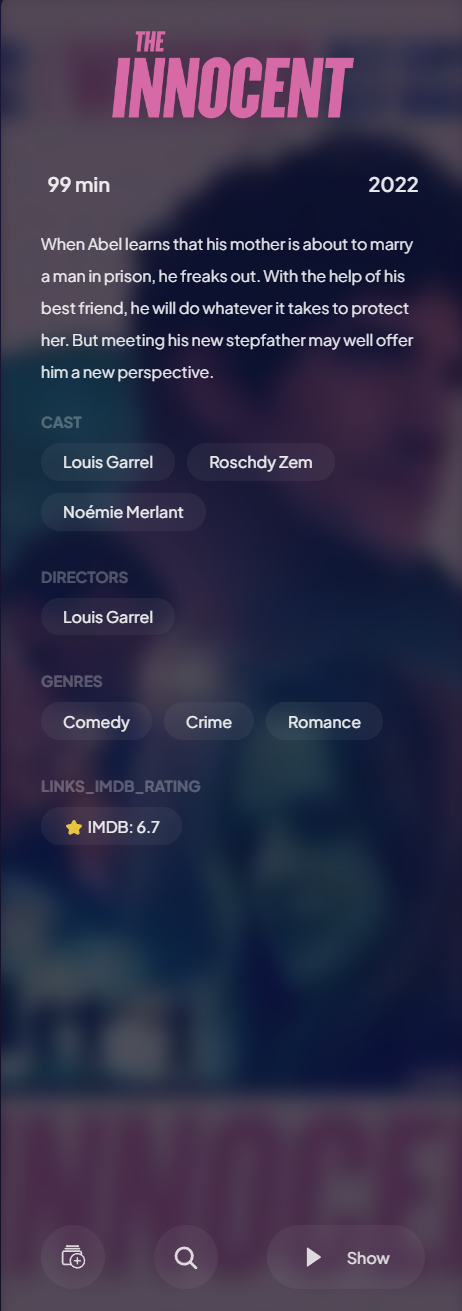 THE
INNOCENT
99 min 2022
When Abel learns that his mother is about to marry
a man in prison, he freaks out. With the help of his
best friend, he will do whatever it takes to protect
her. But meeting his new stepfather may well offer
him a new perspective.
CAST
Louis Garrel Roschdy Zem
Noémie Merlant
DIRECTORS
Louis Garrel
GENRES
Comedy Crime Romance
LINKS_IMDB_RATING
IMDB: 6.7
Show